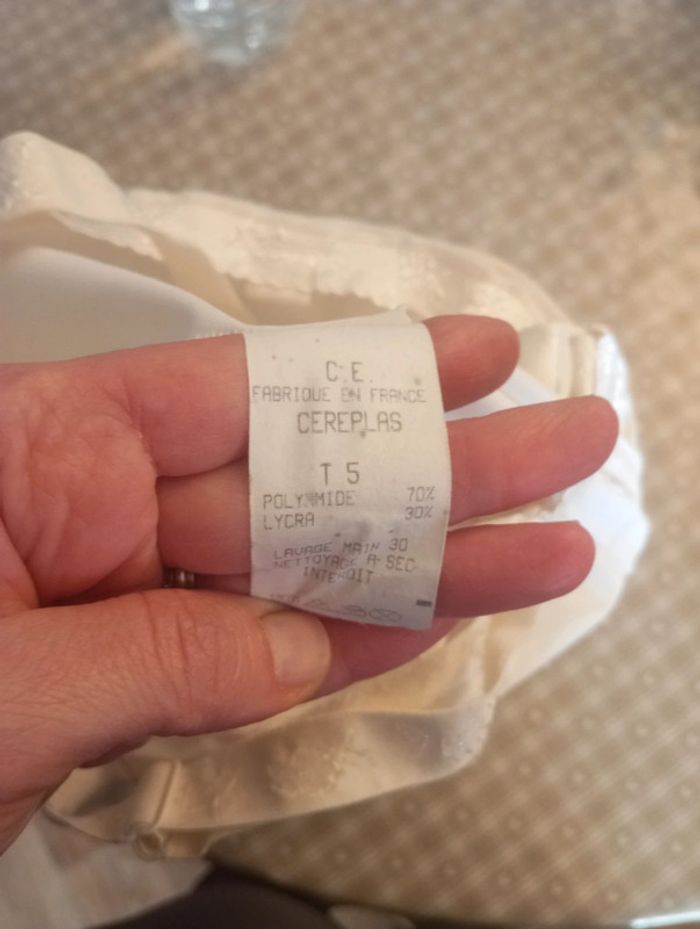 C.E.
FABRIQUE EN FRANCE
CEREPLAS
T 5
POLYAMIDE 70%
LYCRA 30%
LAVAGE MAIN 30
NETTOYAGE A-SEC
INTERDIT